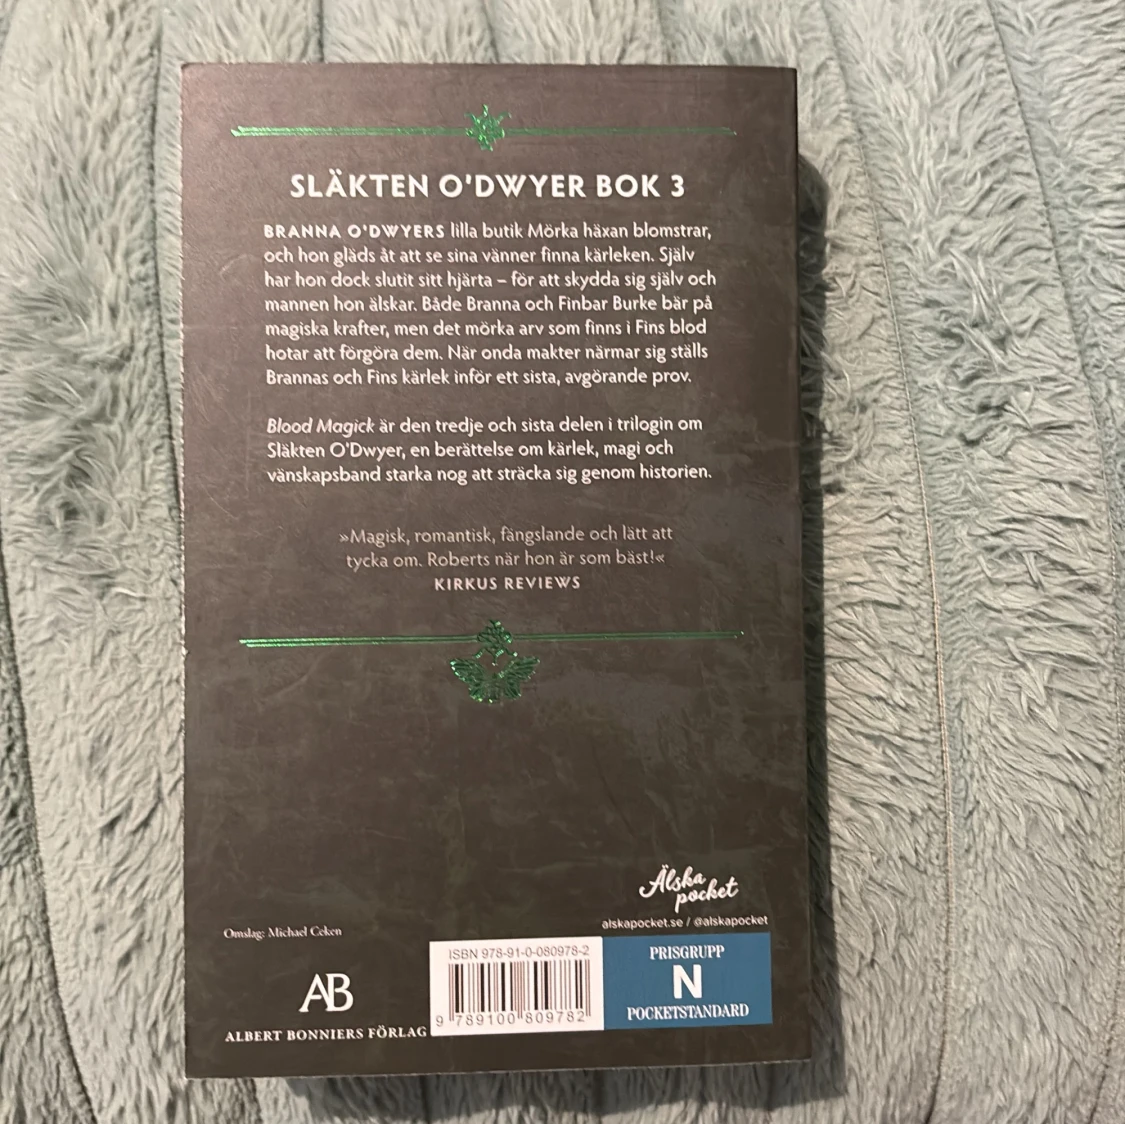 SLÄKTEN O'DWYER BOK 3
BRANNA O'DWYERS lilla butik Mörka häxan blomstrar,
och hon gläds åt att se sina vänner finna kärleken. Själv
har hon dock slutit sitt hjärta – för att skydda sig själv och
mannen hon älskar. Både Branna och Finbar Burke bär på
magiska krafter, men det mörka arv som finns i Fins blod
hotar att förgöra dem. När onda makter närmar sig ställs
Brannas och Fins kärlek inför ett sista, avgörande prov.
Blood Magick är den tredje och sista delen i trilogin om
Släkten O'Dwyer, en berättelse om kärlek, magi och
vänskapsband starka nog att sträcka sig genom historien.
»Magisk, romantisk, fängslande och lätt att
tycka om. Roberts när hon är som bäst!«
KIRKUS REVIEWS
Älska
pocket
alskapocket.se / @alskapocket
Omslag: Michael Ceken
AB
ALBERT BONNIERS FÖRLAG
ISBN 978-91-0-080978-2
9 789100 809782
PRISGRUPP
N
POCKETSTANDARD